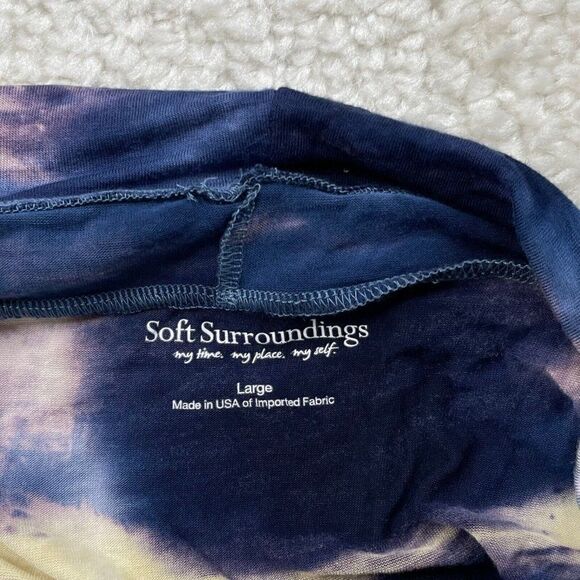 Soft Surroundings
my time. my place. my self.
Large
Made in USA of Imported Fabric